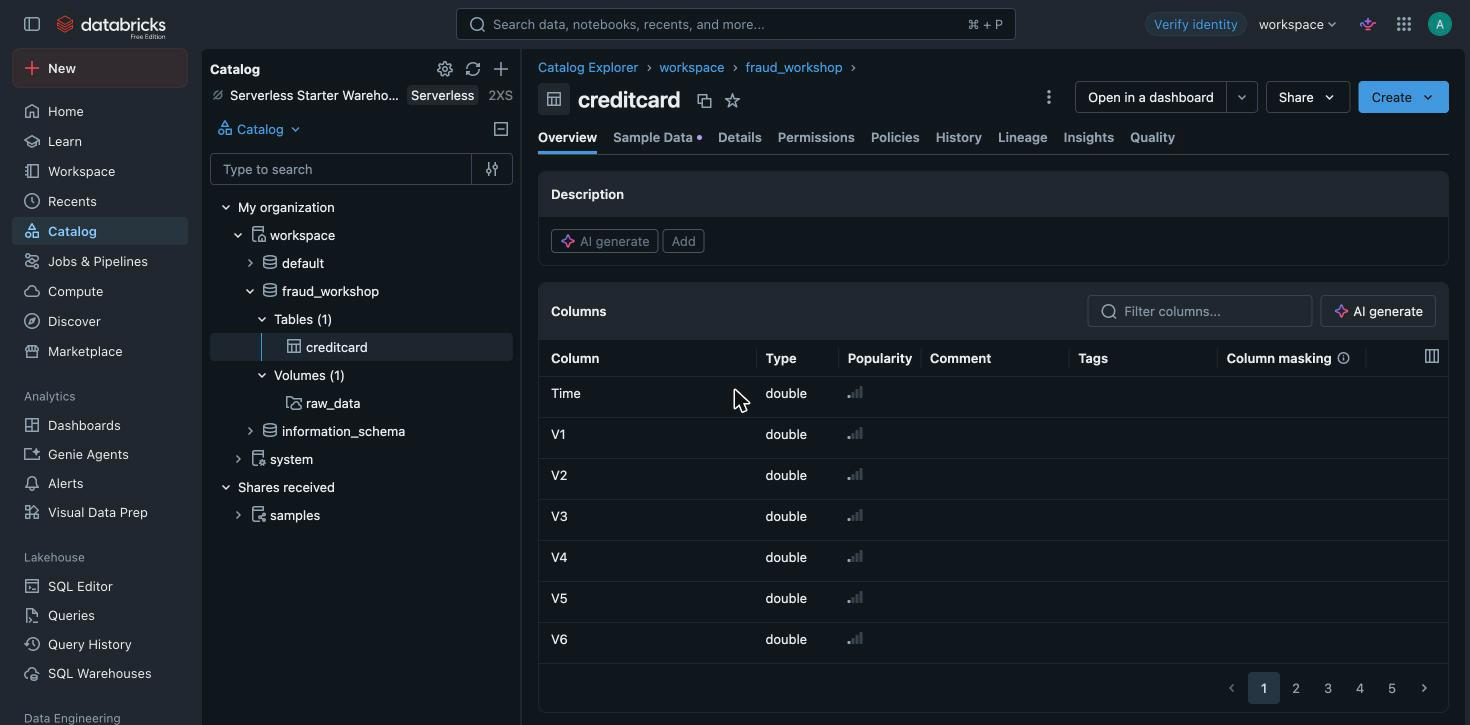 databricks
Free Edition
Search data, notebooks, recents, and more...
⌘ + P
Verify identity
workspace
A
New
Home
Learn
Workspace
Recents
Catalog
Jobs & Pipelines
Compute
Discover
Marketplace
Analytics
Dashboards
Genie Agents
Alerts
Visual Data Prep
Lakehouse
SQL Editor
Queries
Query History
SQL Warehouses
Data Engineering
Catalog
Serverless Starter Wareho... Serverless 2XS
Catalog
Type to search
My organization
workspace
default
fraud_workshop
Tables (1)
creditcard
Volumes (1)
raw_data
information_schema
system
Shares received
samples
Catalog Explorer › workspace › fraud_workshop ›
creditcard
Open in a dashboard
Share
Create
Overview Sample Data Details Permissions Policies History Lineage Insights Quality
Description
AI generate Add
Columns
Filter columns...
AI generate
Column Type Popularity Comment Tags Column masking
Time double
V1 double
V2 double
V3 double
V4 double
V5 double
V6 double
1 2 3 4 5